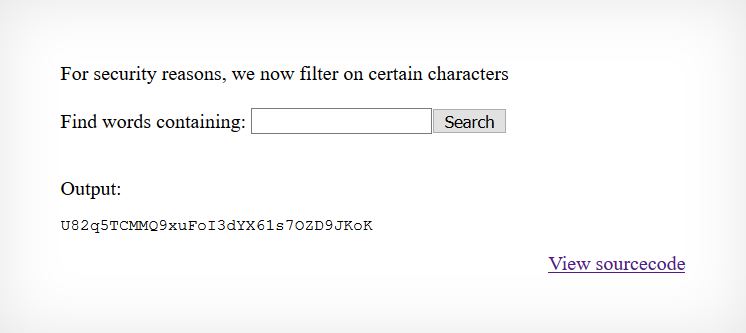 For security reasons, we now filter on certain characters
Find words containing: Search
Output:
U82q5TCMMQ9xuFoI3dYX61s7OZD9JKoK
View sourcecode